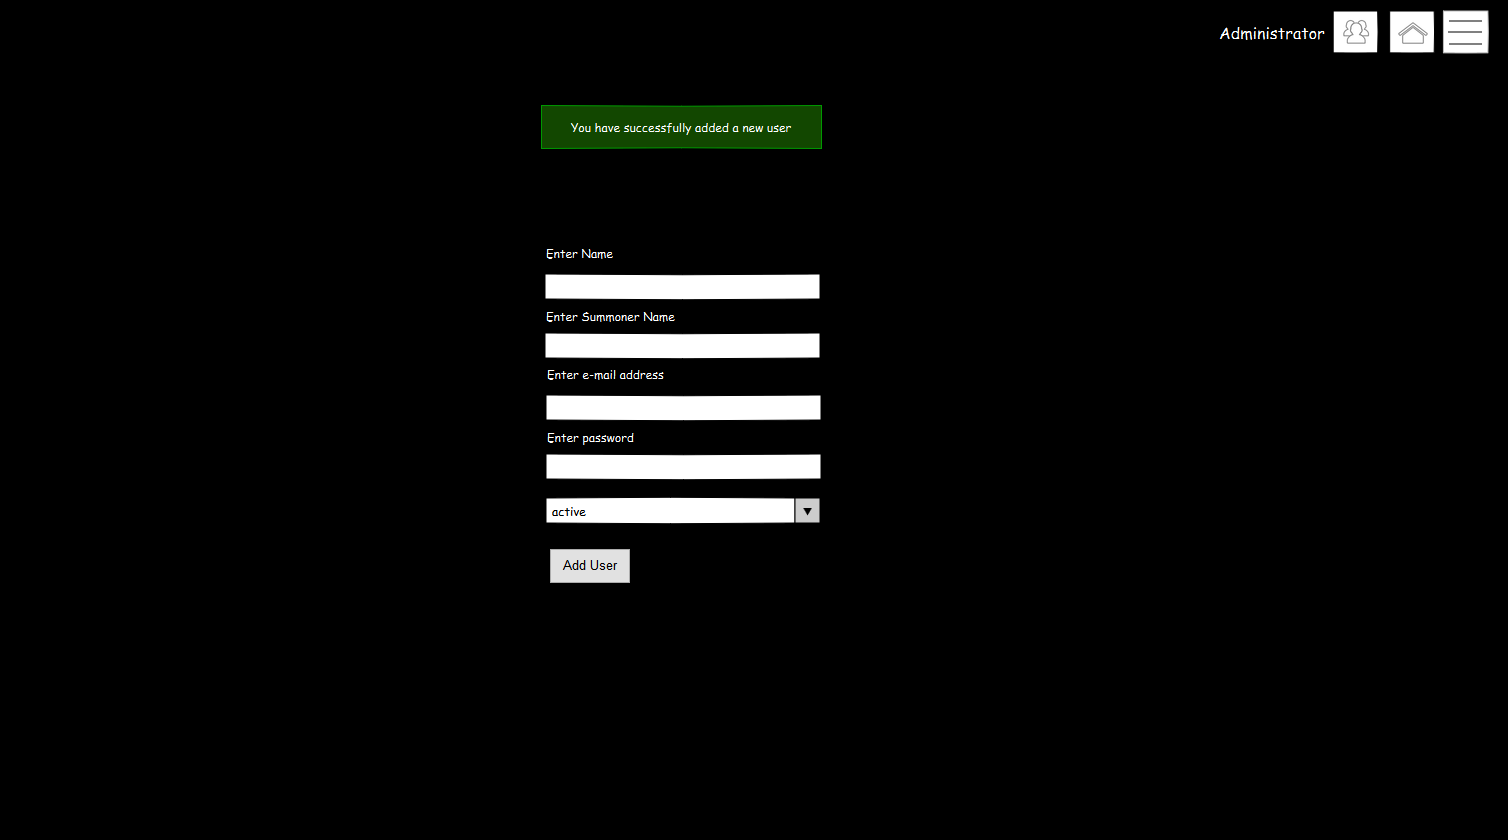 Administrator
You have successfully added a new user
Enter Name
Enter Summoner Name
Enter e-mail address
Enter password
active
Add User